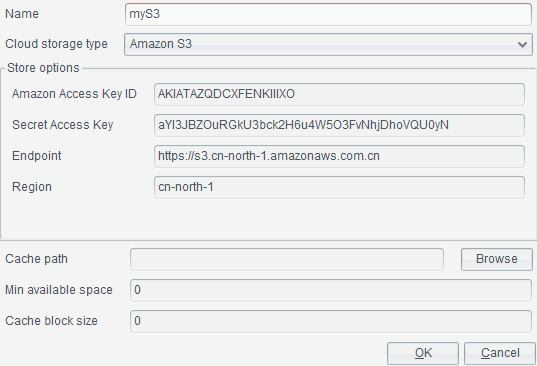 Name myS3
Cloud storage type Amazon S3
Store options
Amazon Access Key ID AKIATAZQDCXFENKIIIXO
Secret Access Key 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
Endpoint https://s3.cn-north-1.amazonaws.com.cn
Region cn-north-1
Cache path Browse
Min available space 0
Cache block size 0
OK Cancel